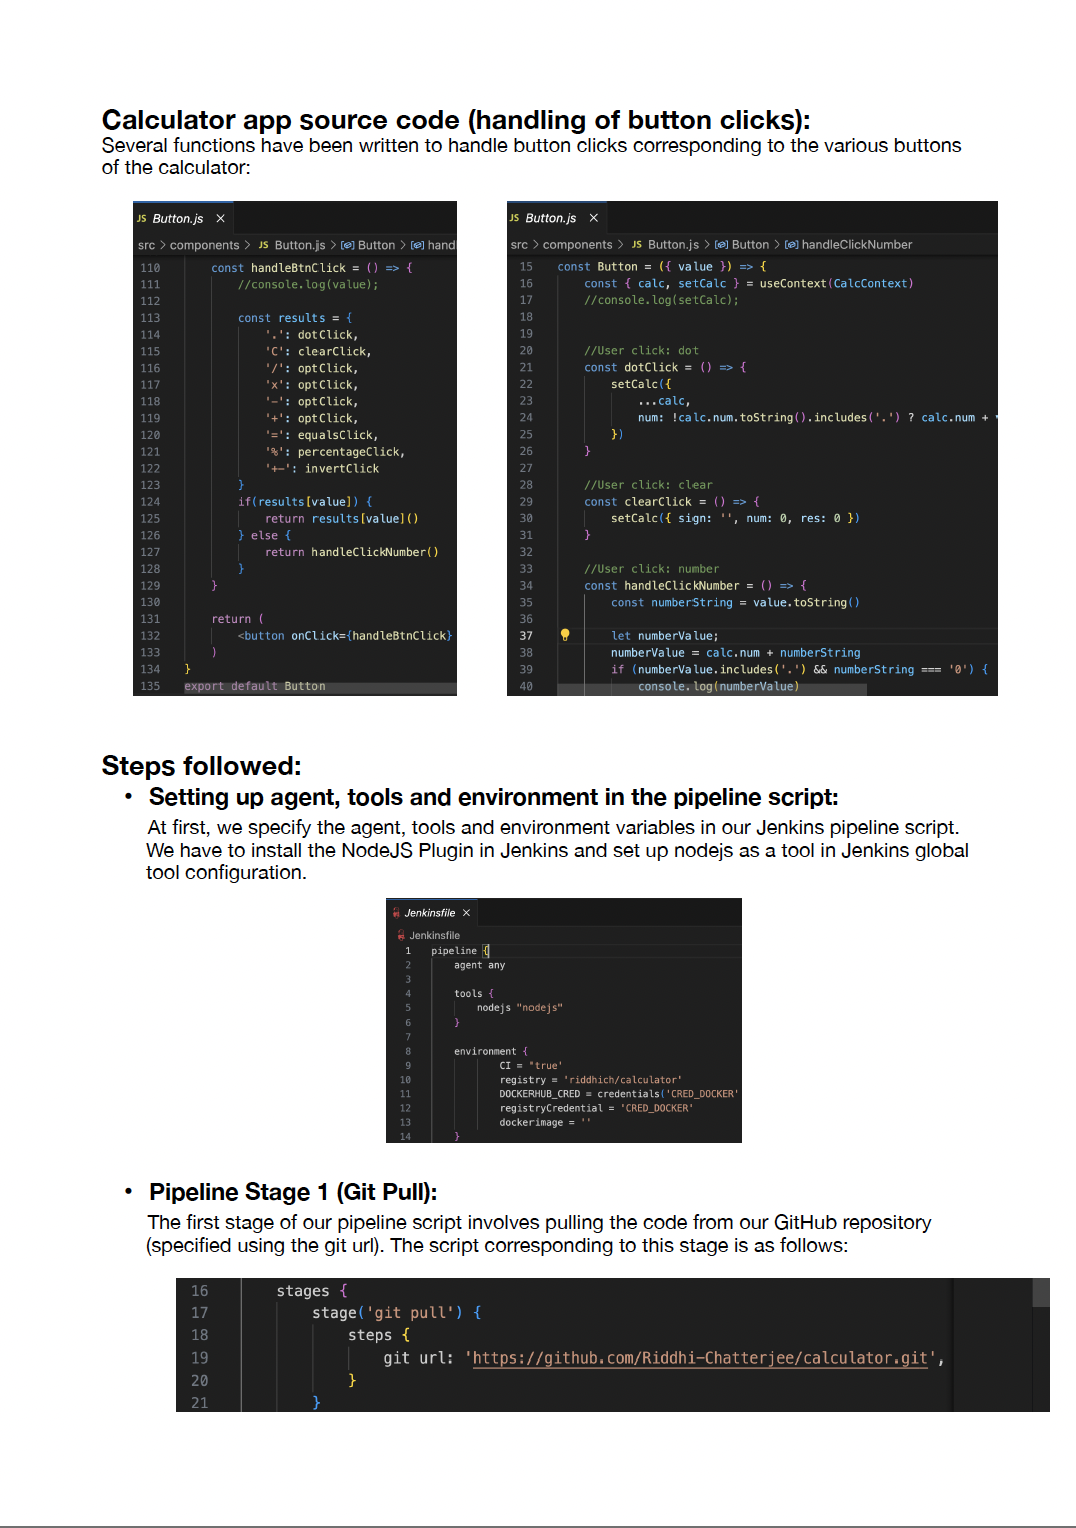 Calculator app source code (handling of button clicks):
Several functions have been written to handle button clicks corresponding to the various buttons
of the calculator:
JS Button.js ×
src > components > JS Button.js > Button > hand
110 const handleBtnClick = () => {
111 //console.log(value);
112
113 const results = {
114 '.': dotClick,
115 'C': clearClick,
116 '/': optClick,
117 'x': optClick,
118 '-': optClick,
119 '+': optClick,
120 '=': equalsClick,
121 '%': percentageClick,
122 '+-': invertClick
123 }
124 if(results[value]) {
125 return results[value]()
126 } else {
127 return handleClickNumber()
128 }
129 }
130
131 return (
132 <button onClick={handleBtnClick}
133 )
134 }
135 export default Button
JS Button.js ×
src > components > JS Button.js > Button > handleClickNumber
15 const Button = ({ value }) => {
16 const { calc, setCalc } = useContext(CalcContext)
17 //console.log(setCalc);
18
19
20 //User click: dot
21 const dotClick = () => {
22 setCalc({
23 ...calc,
24 num: !calc.num.toString().includes('.') ? calc.num + '
25 })
26 }
27
28 //User click: clear
29 const clearClick = () => {
30 setCalc({ sign: '', num: 0, res: 0 })
31 }
32
33 //User click: number
34 const handleClickNumber = () => {
35 const numberString = value.toString()
36
37 let numberValue;
38 numberValue = calc.num + numberString
39 if (numberValue.includes('.') && numberString === '0') {
40 console.log(numberValue)
Steps followed:
• Setting up agent, tools and environment in the pipeline script:
At first, we specify the agent, tools and environment variables in our Jenkins pipeline script.
We have to install the NodeJS Plugin in Jenkins and set up nodejs as a tool in Jenkins global
tool configuration.
Jenkinsfile ×
Jenkinsfile
1 pipeline {
2 agent any
3
4 tools {
5 nodejs "nodejs"
6 }
7
8 environment {
9 CI = "true'
10 registry = 'riddhich/calculator'
11 DOCKERHUB_CRED = credentials('CRED_DOCKER'
12 registryCredential = 'CRED_DOCKER'
13 dockerimage = ''
14 }
• Pipeline Stage 1 (Git Pull):
The first stage of our pipeline script involves pulling the code from our GitHub repository
(specified using the git url). The script corresponding to this stage is as follows:
16 stages {
17 stage('git pull') {
18 steps {
19 git url: 'https://github.com/Riddhi-Chatterjee/calculator.git',
20 }
21 }